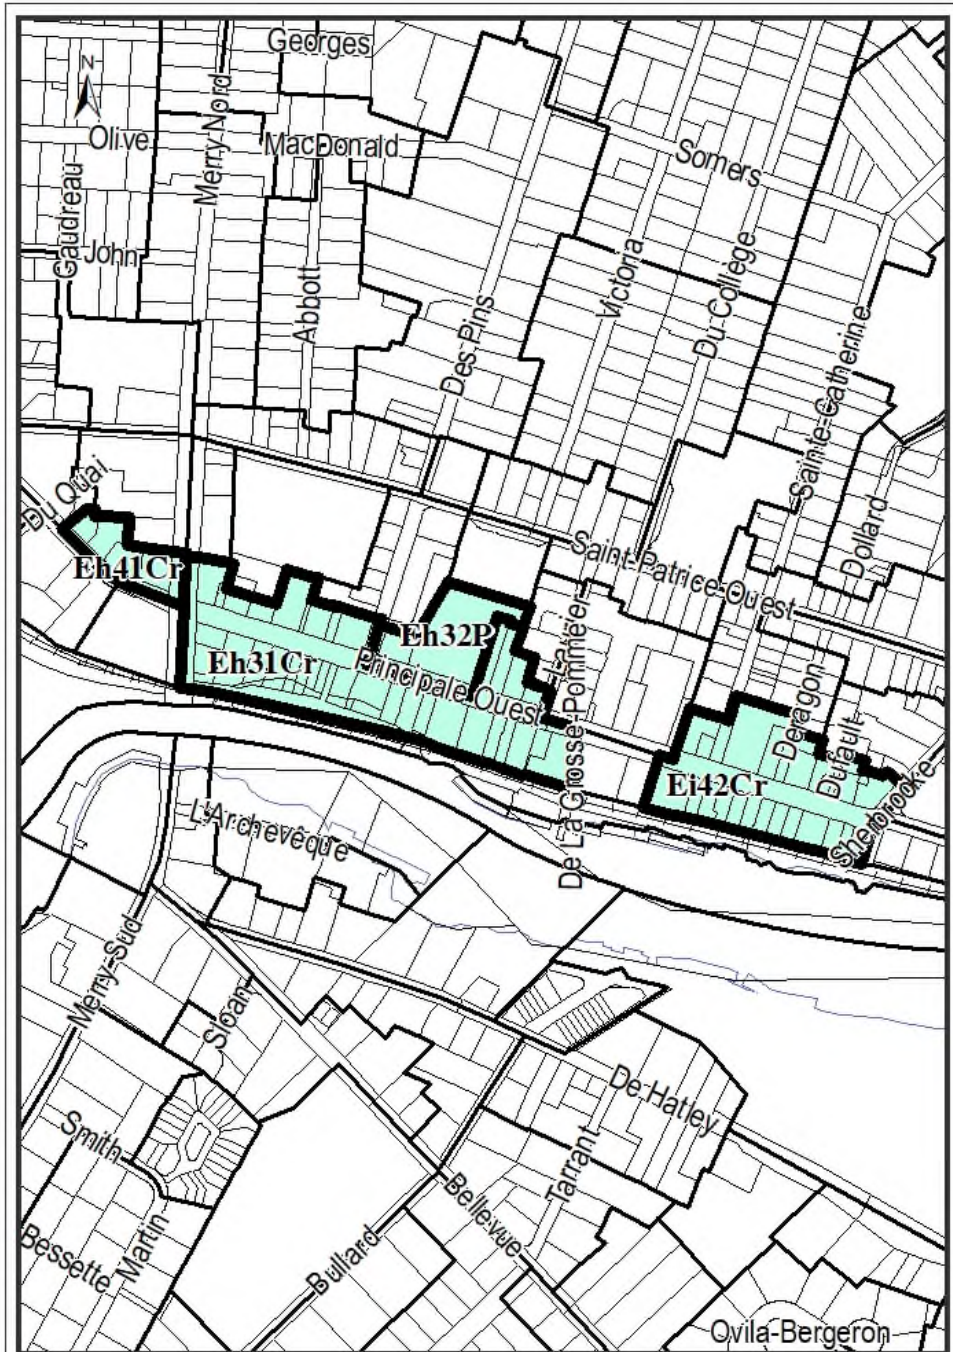 Georges
N
Olive
Merry-Nord
MacDonald
Somers
Gaudreau
John
Abbott
Victoria
Du Collège
Des Pins
Sainte-Catherine
Du Quai
Dollard
Saint-Patrice Ouest
Eh41Cr
Eh32P
Eh31Cr
Principale Ouest
De La Grosse-Pommeier
Deragon
Dufault
Ei42Cr
Sherbrooke
L'Archevêque
Merry-Sud
Sloan
De Hatley
Smith
Tarrant
Bellevue
Martin
Bessette
Bullard
Ovila-Bergeron